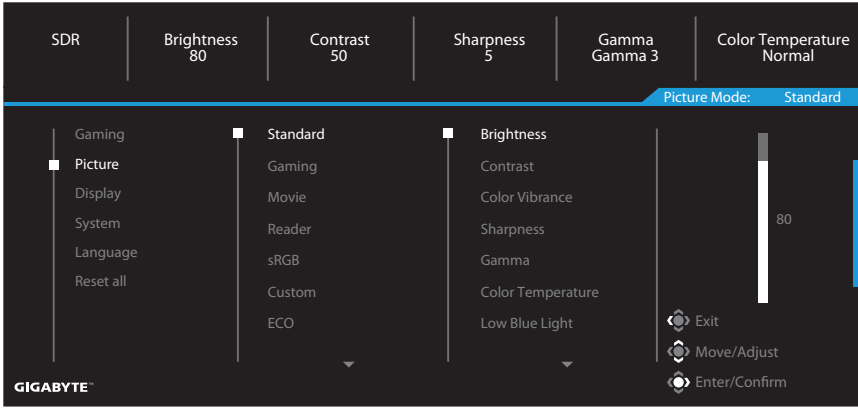 SDR
Brightness
80
Contrast
50
Sharpness
5
Gamma
Gamma 3
Color Temperature
Normal
Picture Mode: Standard
Gaming
Picture
Display
System
Language
Reset all
Standard
Gaming
Movie
Reader
sRGB
Custom
ECO
Brightness
Contrast
Color Vibrance
Sharpness
Gamma
Color Temperature
Low Blue Light
80
Exit
Move/Adjust
Enter/Confirm
GIGABYTE™